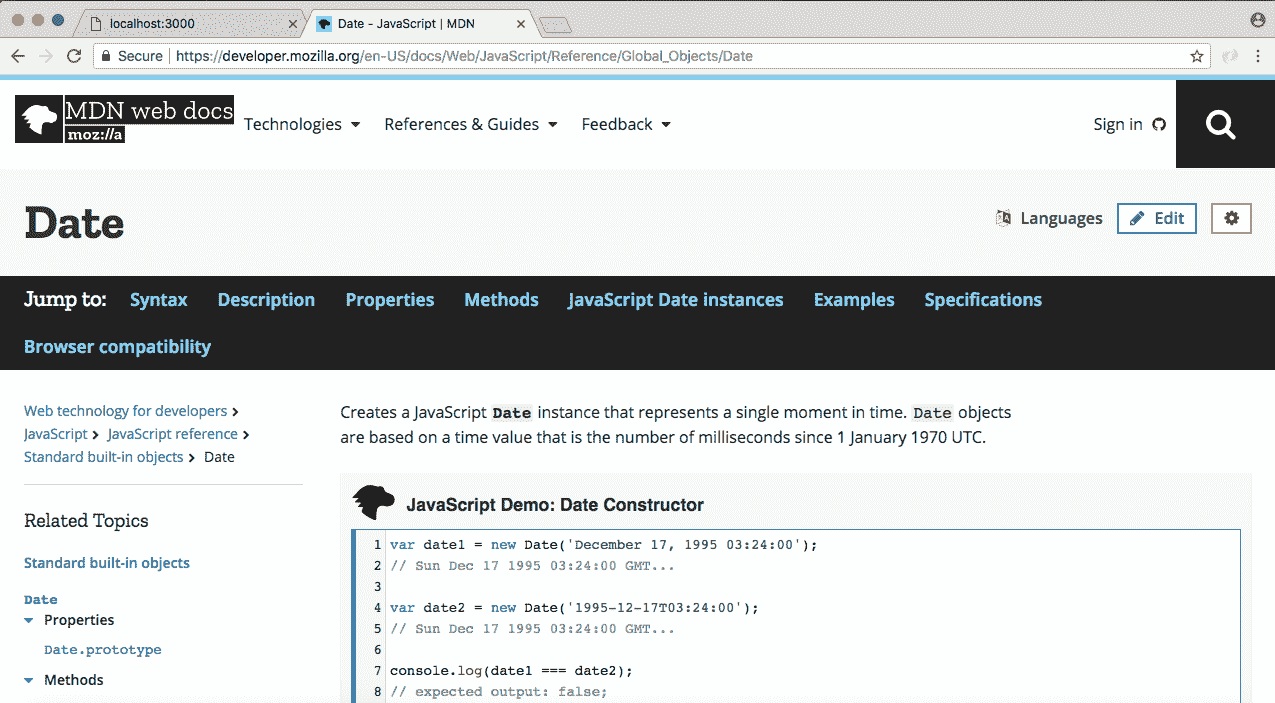 localhost:3000
Date - JavaScript | MDN
Secure
https://developer.mozilla.org/en-US/docs/Web/JavaScript/Reference/Global_Objects/Date
MDN web docs
moz://a
Technologies
References & Guides
Feedback
Sign in
Date
Languages
Edit
Jump to: Syntax Description Properties Methods JavaScript Date instances Examples Specifications
Browser compatibility
Web technology for developers
JavaScript JavaScript reference
Standard built-in objects Date
Related Topics
Standard built-in objects
Date
Properties
Date.prototype
Methods
Creates a JavaScript Date instance that represents a single moment in time. Date objects
are based on a time value that is the number of milliseconds since 1 January 1970 UTC.
JavaScript Demo: Date Constructor
1 var date1 = new Date('December 17, 1995 03:24:00');
2 // Sun Dec 17 1995 03:24:00 GMT...
3
4 var date2 = new Date('1995-12-17T03:24:00');
5 // Sun Dec 17 1995 03:24:00 GMT...
6
7 console.log(date1 === date2);
8 // expected output: false;